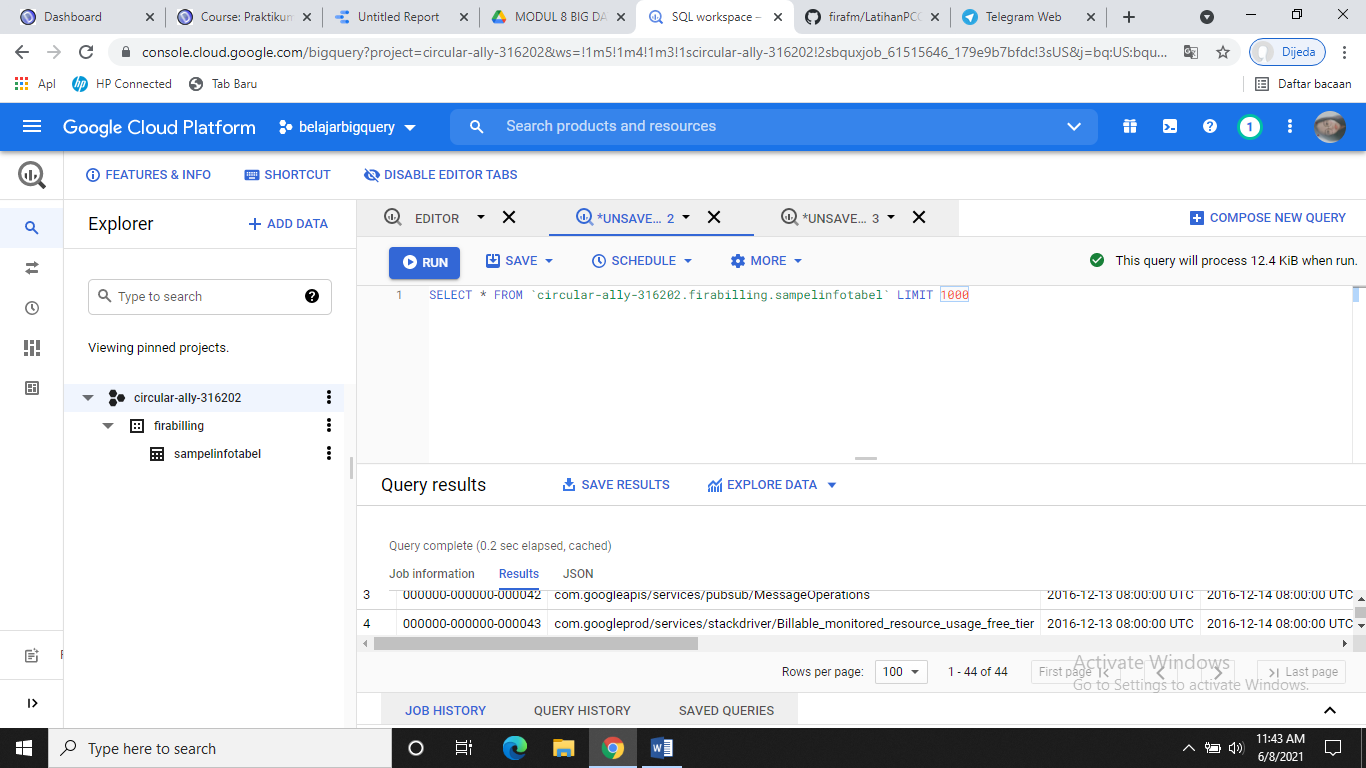 Dashboard
Course: Praktikun
Untitled Report
MODUL 8 BIG DA
SQL workspace –
firafm/LatihanPCC
Telegram Web
console.cloud.google.com/bigquery?project=circular-ally-316202&ws=!1m5!1m4!1m3!1scircular-ally-316202!2sbquxjob_61515646_179e9b7bfdc!3sUS&j=bq:US:bqu...
Dijeda
Apl
HP Connected
Tab Baru
Daftar bacaan
Google Cloud Platform
belajarbigquery
Search products and resources
1
FEATURES & INFO
SHORTCUT
DISABLE EDITOR TABS
Explorer
+ ADD DATA
EDITOR
*UNSAVE... 2
*UNSAVE... 3
COMPOSE NEW QUERY
RUN
SAVE
SCHEDULE
MORE
This query will process 12.4 KiB when run.
Type to search
1 SELECT * FROM `circular-ally-316202.firabilling.sampelinfotabel` LIMIT 1000
Viewing pinned projects.
circular-ally-316202
firabilling
sampelinfotabel
Query results
SAVE RESULTS
EXPLORE DATA
Query complete (0.2 sec elapsed, cached)
Job information
Results
JSON
3 000000-000000-000042 com.googleapis/services/pubsub/MessageOperations 2016-12-13 08:00:00 UTC 2016-12-14 08:00:00 UTC
4 000000-000000-000043 com.googleprod/services/stackdriver/Billable_monitored_resource_usage_free_tier 2016-12-13 08:00:00 UTC 2016-12-14 08:00:00 UTC
Rows per page: 100 1 - 44 of 44 First page Last page
Activate Windows
Go to Settings to activate Windows.
JOB HISTORY
QUERY HISTORY
SAVED QUERIES
Type here to search
11:43 AM
6/8/2021